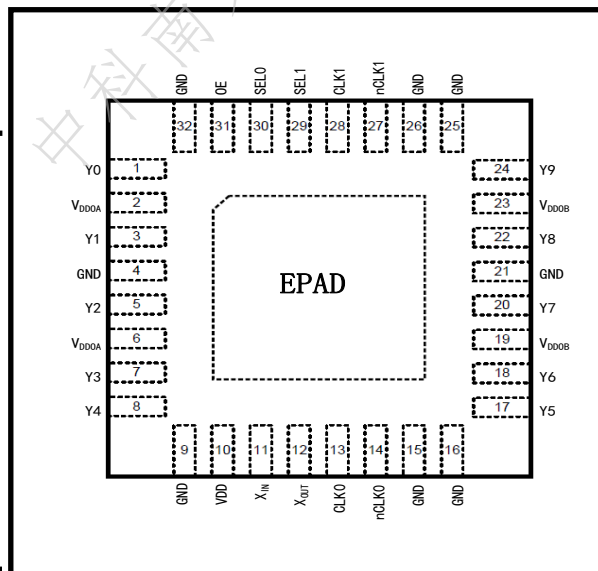 中科南
GND OE SEL0 SEL1 CLK1 nCLK1 GND GND
32 31 30 29 28 27 26 25
Y0 1 24 Y9
VDDOA 2 23 VDDOB
Y1 3 22 Y8
GND 4 21 GND
EPAD
Y2 5 20 Y7
VDDOA 6 19 VDDOB
Y3 7 18 Y6
Y4 8 17 Y5
9 10 11 12 13 14 15 16
GND VDD XIN XOUT CLK0 nCLK0 GND GND